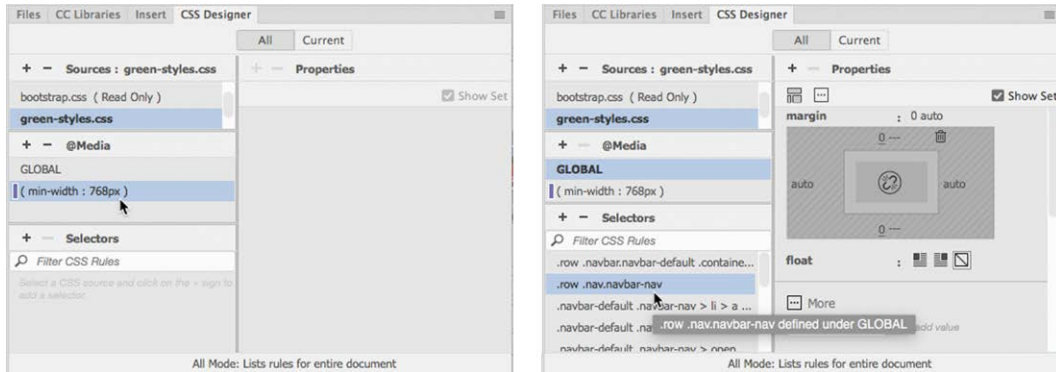 Files CC Libraries Insert CSS Designer
All Current
+ − Sources : green-styles.css
+ − Properties
bootstrap.css ( Read Only )
Show Set
green-styles.css
+ − @Media
GLOBAL
( min-width : 768px )
+ − Selectors
Filter CSS Rules
Select a CSS source and click on the + sign to
add a selector.
All Mode: Lists rules for entire document
Files CC Libraries Insert CSS Designer
All Current
+ − Sources : green-styles.css
+ − Properties
bootstrap.css ( Read Only )
Show Set
green-styles.css
margin : 0 auto
+ − @Media
0 ---
GLOBAL
( min-width : 768px )
auto auto
+ − Selectors
0 ---
Filter CSS Rules
.row .navbar.navbar-default .containe...
float :
.row .nav.navbar-nav
.navbar-default .navbar-nav > li > a ...
More
.row .nav.navbar-nav defined under GLOBAL
.navbar-default .na
add value
.navbar-default .navbar-nav > .open
All Mode: Lists rules for entire document